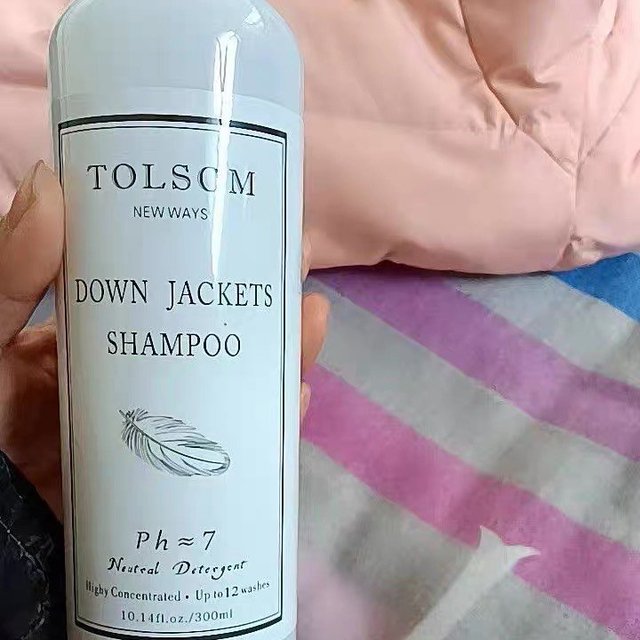 TOLSOM
NEW WAYS
DOWN JACKETS
SHAMPOO
Ph ≈ 7
Neutral Detergent
Highy Concentrated • Up to 12 washes
10.14fl.oz./300ml